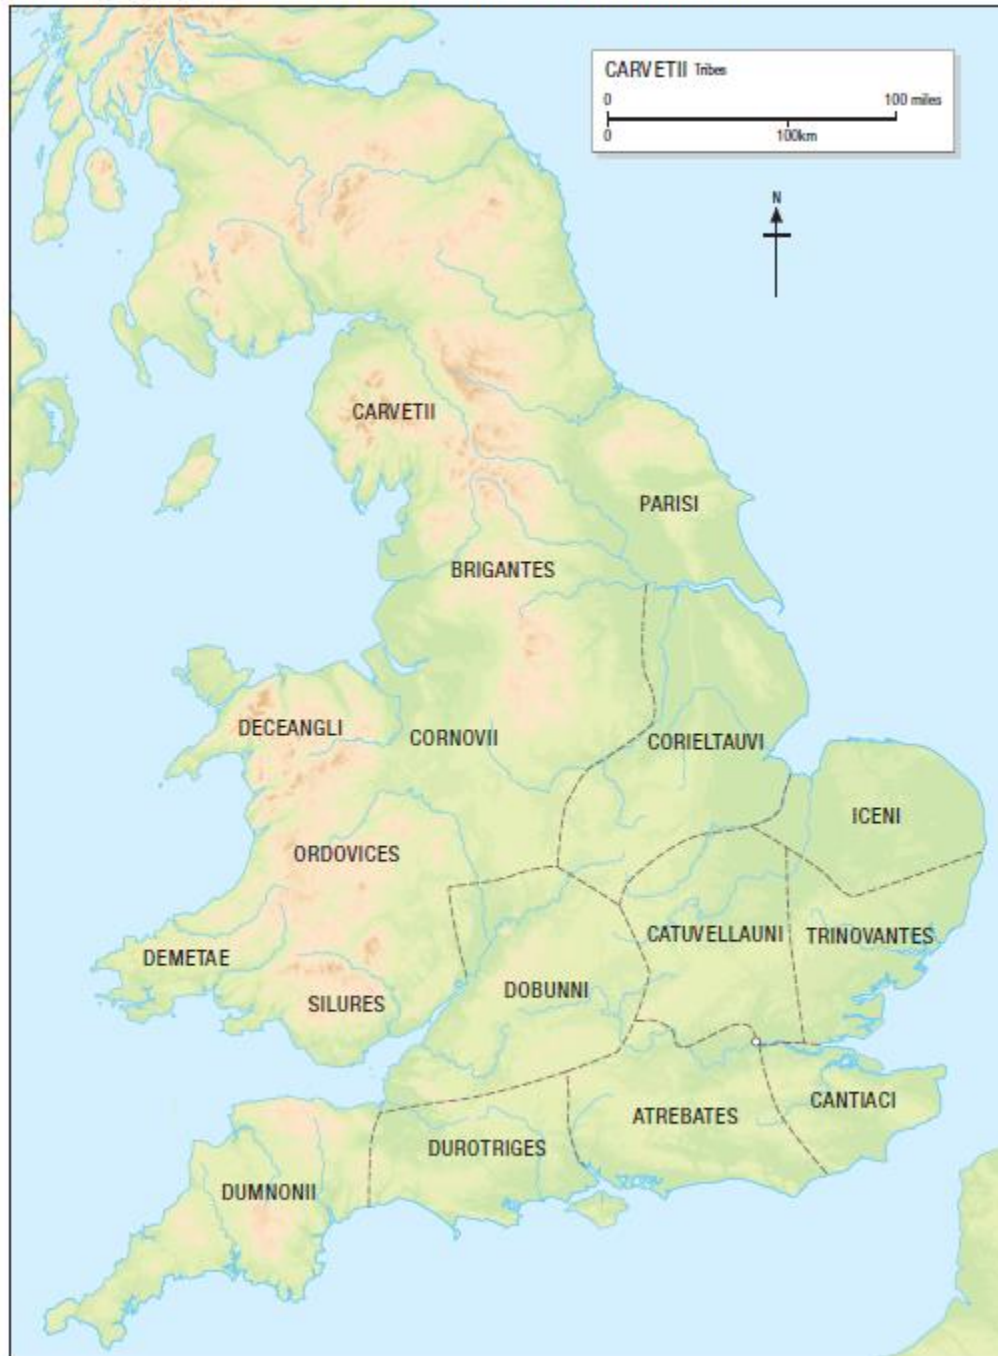 CARVETII Tribes
0 100 miles
0 100km
N
CARVETII
PARISI
BRIGANTES
DECEANGLI
CORNOVII
CORIELTAUVI
ICENI
ORDOVICES
CATUVELLAUNI
TRINOVANTES
DEMETAE
DOBUNNI
SILURES
CANTIACI
ATREBATES
DUROTRIGES
DUMNONII